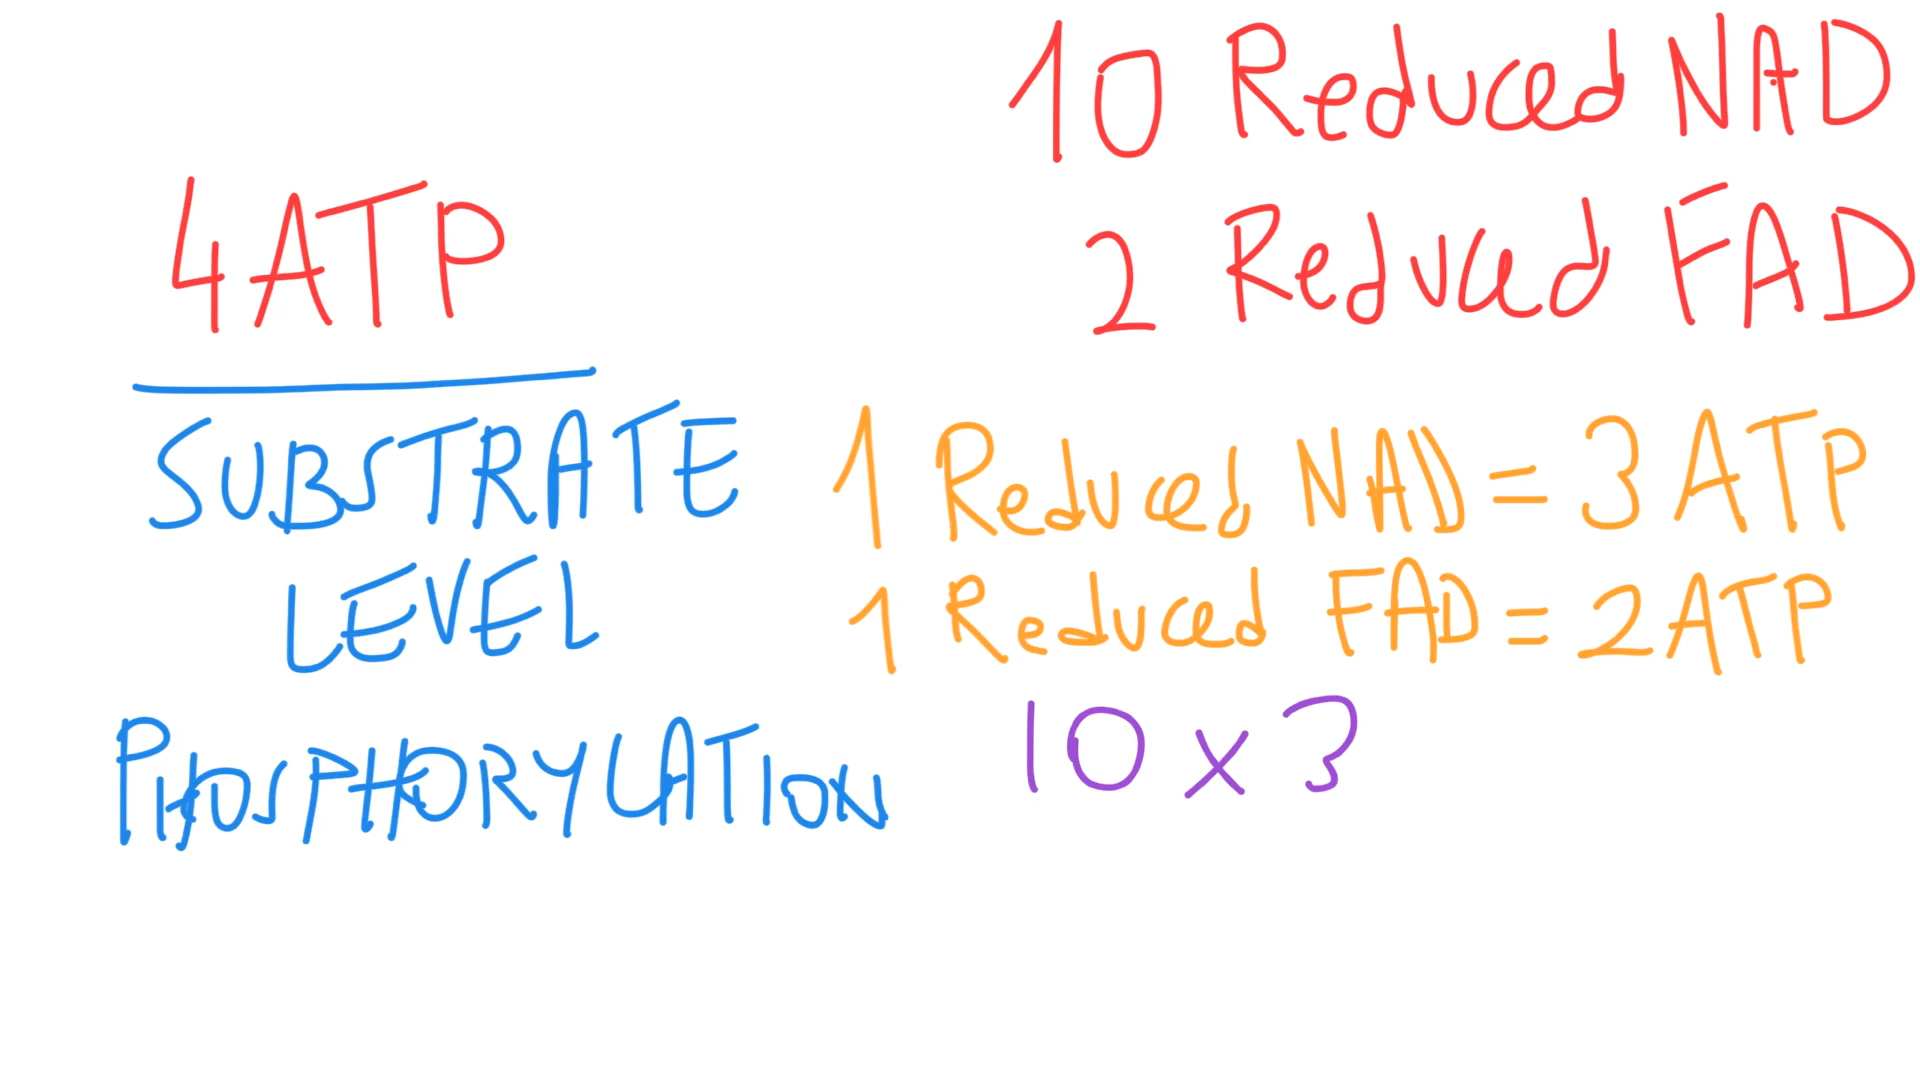 10 Reduced NAD
2 Reduced FAD
4ATP
SUBSTRATE
LEVEL
PHOSPHORYLATION
1 Reduced NAD = 3 ATP
1 Reduced FAD = 2 ATP
10 x 3